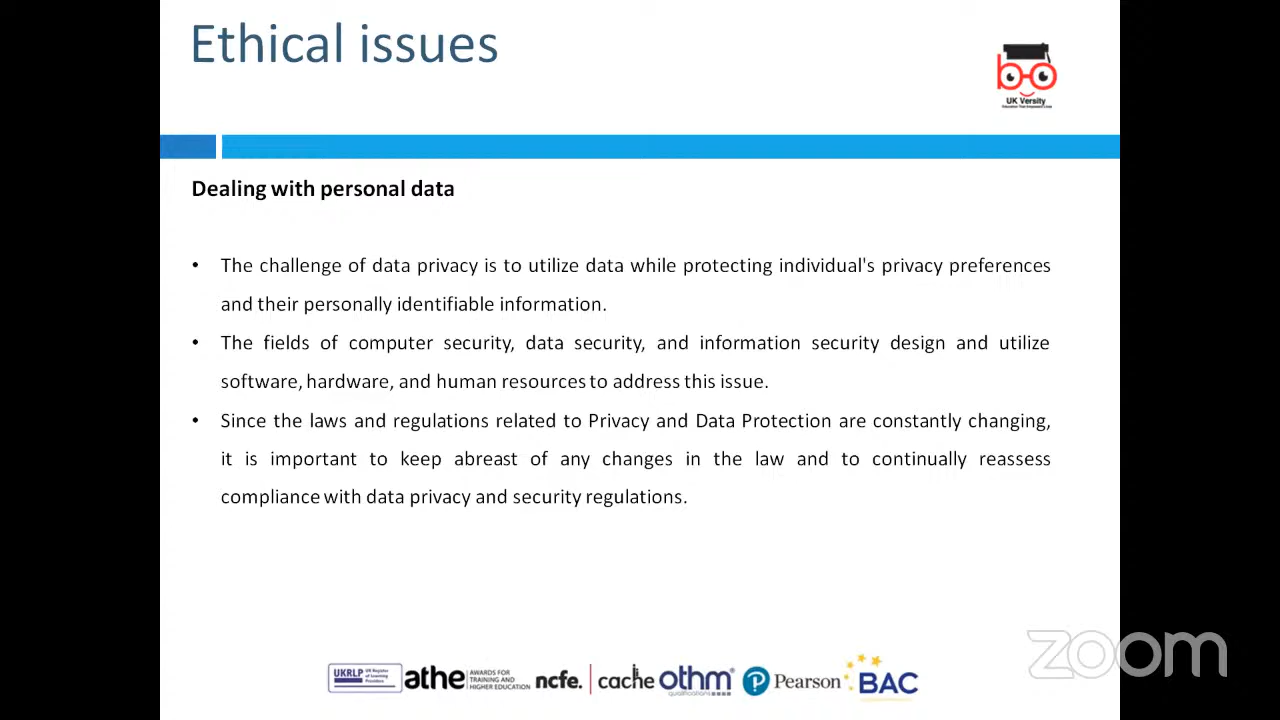 Ethical issues
UK Versity
Dealing with personal data
• The challenge of data privacy is to utilize data while protecting individual's privacy preferences
and their personally identifiable information.
• The fields of computer security, data security, and information security design and utilize
software, hardware, and human resources to address this issue.
• Since the laws and regulations related to Privacy and Data Protection are constantly changing,
it is important to keep abreast of any changes in the law and to continually reassess
compliance with data privacy and security regulations.
zoom
UKRLP UK Register of Learning Providers
athe AWARDS FOR TRAINING AND HIGHER EDUCATION
ncfe. cache
othm qualifications
Pearson
BAC